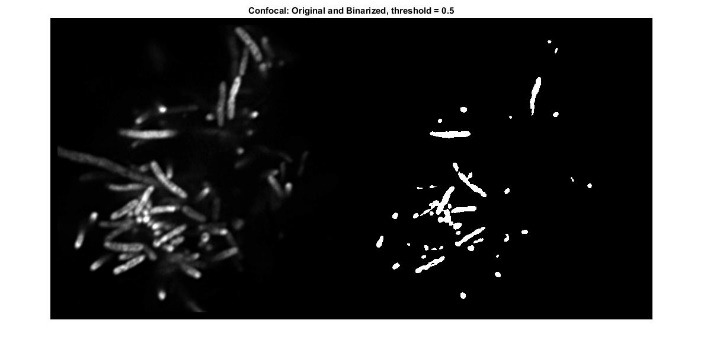 Confocal: Original and Binarized, threshold = 0.5